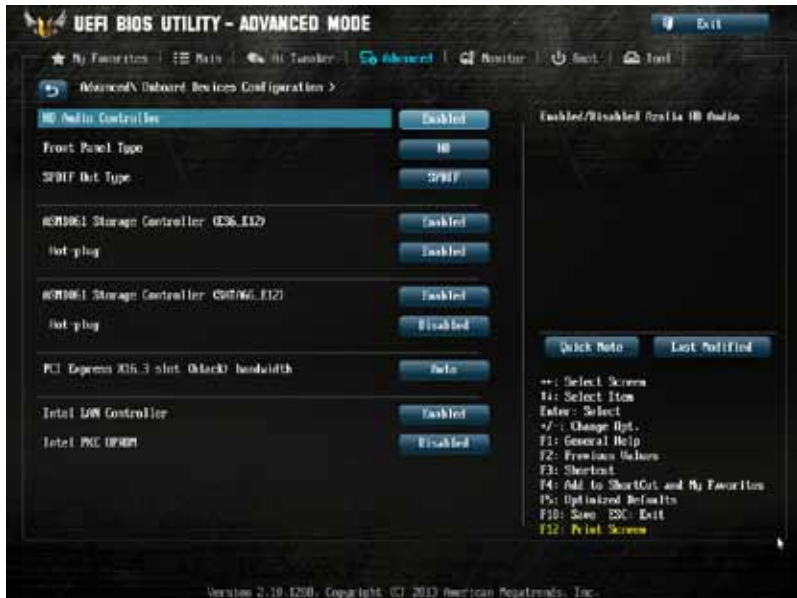 UEFI BIOS UTILITY - ADVANCED MODE
Exit
My Favorites
Main
Ai Tweaker
Advanced
Monitor
Boot
Tool
Advanced\ Onboard Devices Configuration >
HD Audio Controller
Enabled
Enabled/Disabled Azalia HD Audio
Front Panel Type
HD
SPDIF Out Type
SPDIF
ASM1061 Storage Controller
Enabled
Hot-plug
Enabled
ASM1061 Storage Controller
Enabled
Hot-plug
Disabled
PCI Express X16_3 slot (black) bandwidth
Auto
Intel LAN Controller
Enabled
Intel PXE OPROM
Disabled
Quick Note
Last Modified
→←: Select Screen
↑↓: Select Item
Enter: Select
+/-: Change Opt.
F1: General Help
F2: Previous Values
F3: Shortcut
F4: Add to ShortCut and My Favorites
F5: Optimized Defaults
F10: Save ESC: Exit
F12: Print Screen
Version 2.10.1208. Copyright (C) 2013 American Megatrends, Inc.